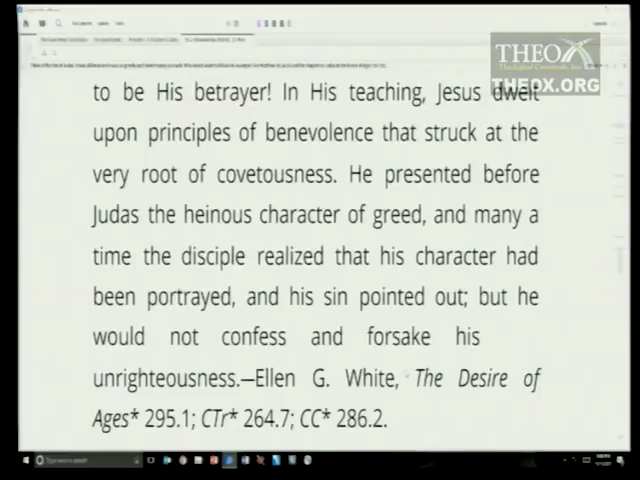 THEOX
THEOX.ORG
to be His betrayer! In His teaching, Jesus dwelt
upon principles of benevolence that struck at the
very root of covetousness. He presented before
Judas the heinous character of greed, and many a
time the disciple realized that his character had
been portrayed, and his sin pointed out; but he
would not confess and forsake his
unrighteousness.—Ellen G. White, The Desire of
Ages* 295.1; CTr* 264.7; CC* 286.2.